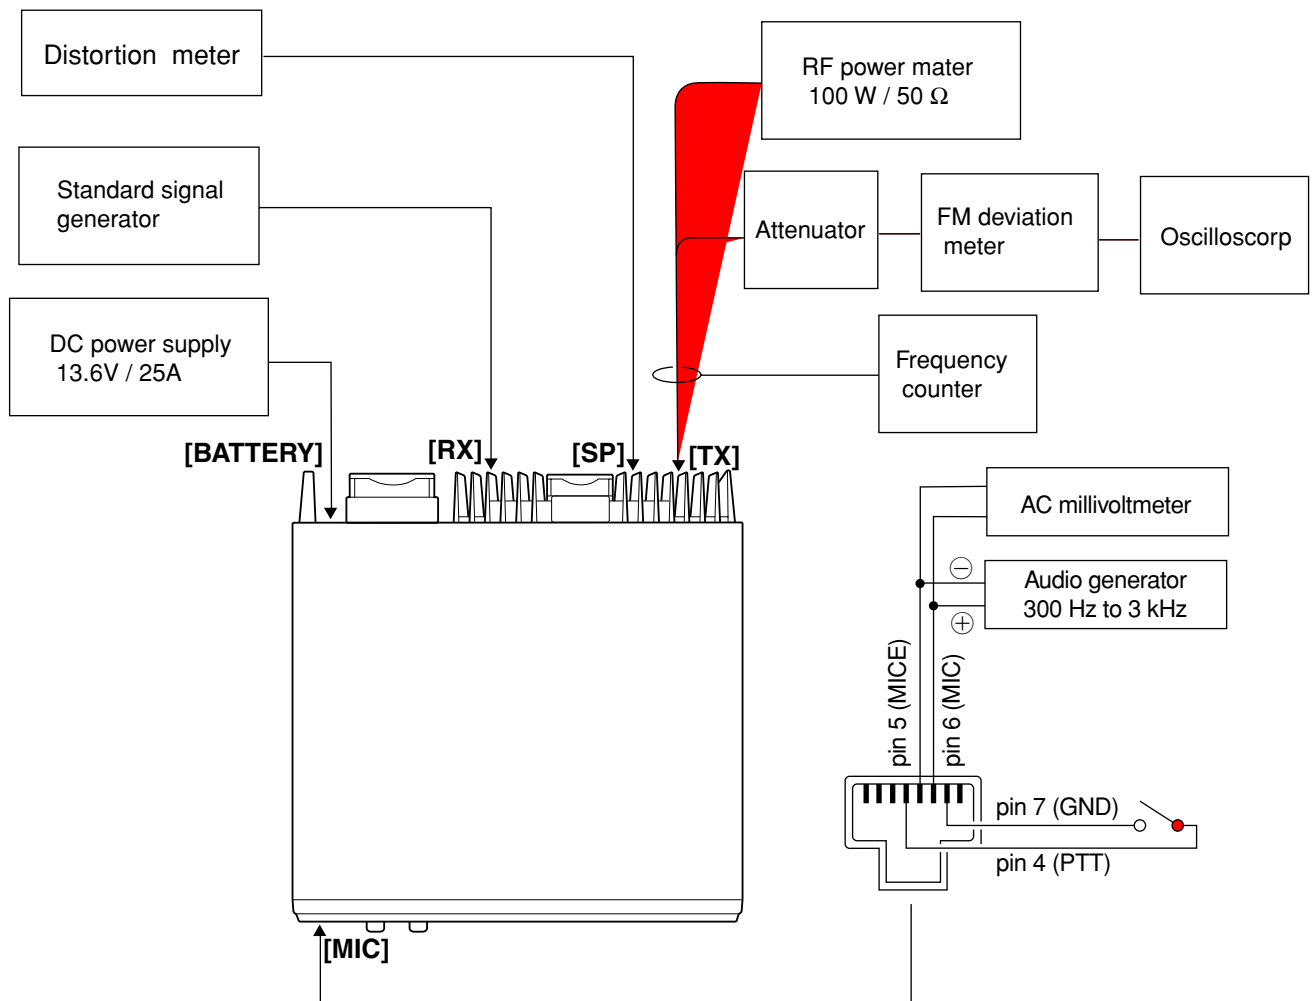 Distortion meter
RF power mater
100 W / 50 Ω
Standard signal
generator
Attenuator
FM deviation
meter
Oscilloscorp
DC power supply
13.6V / 25A
Frequency
counter
[BATTERY]
[RX]
[SP]
[TX]
AC millivoltmeter
−
Audio generator
300 Hz to 3 kHz
+
pin 5 (MICE)
pin 6 (MIC)
pin 7 (GND)
pin 4 (PTT)
[MIC]